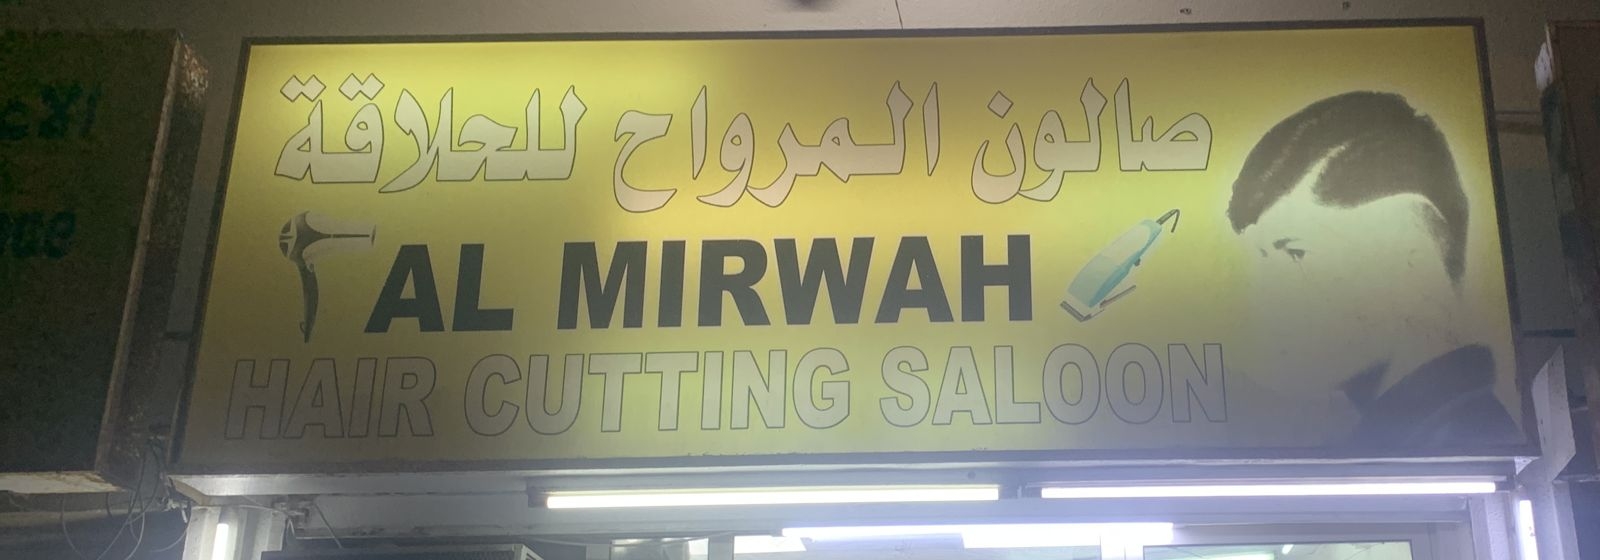 صالون المرواح للحلاقة
AL MIRWAH
HAIR CUTTING SALOON